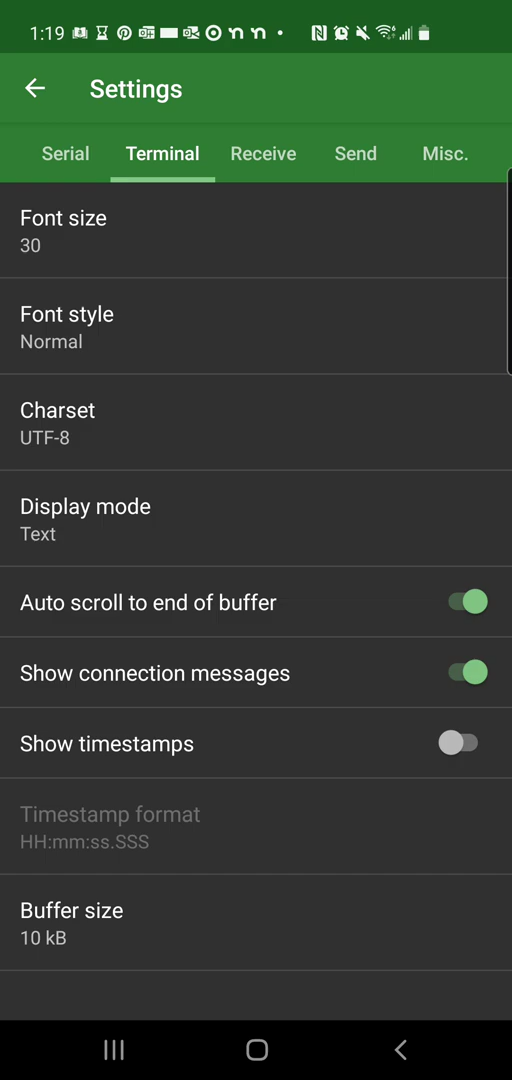 1:19
Settings
Serial Terminal Receive Send Misc.
Font size
30
Font style
Normal
Charset
UTF-8
Display mode
Text
Auto scroll to end of buffer
Show connection messages
Show timestamps
Timestamp format
HH:mm:ss.SSS
Buffer size
10 kB